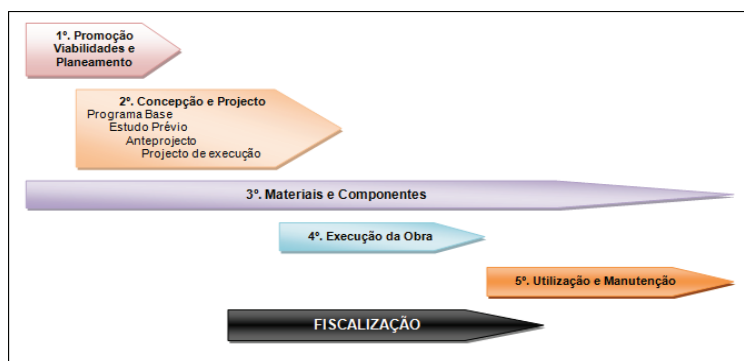 1º. Promoção
Viabilidades e
Planeamento
2º. Concepção e Projecto
Programa Base
Estudo Prévio
Anteprojecto
Projecto de execução
3º. Materiais e Componentes
4º. Execução da Obra
5º. Utilização e Manutenção
FISCALIZAÇÃO